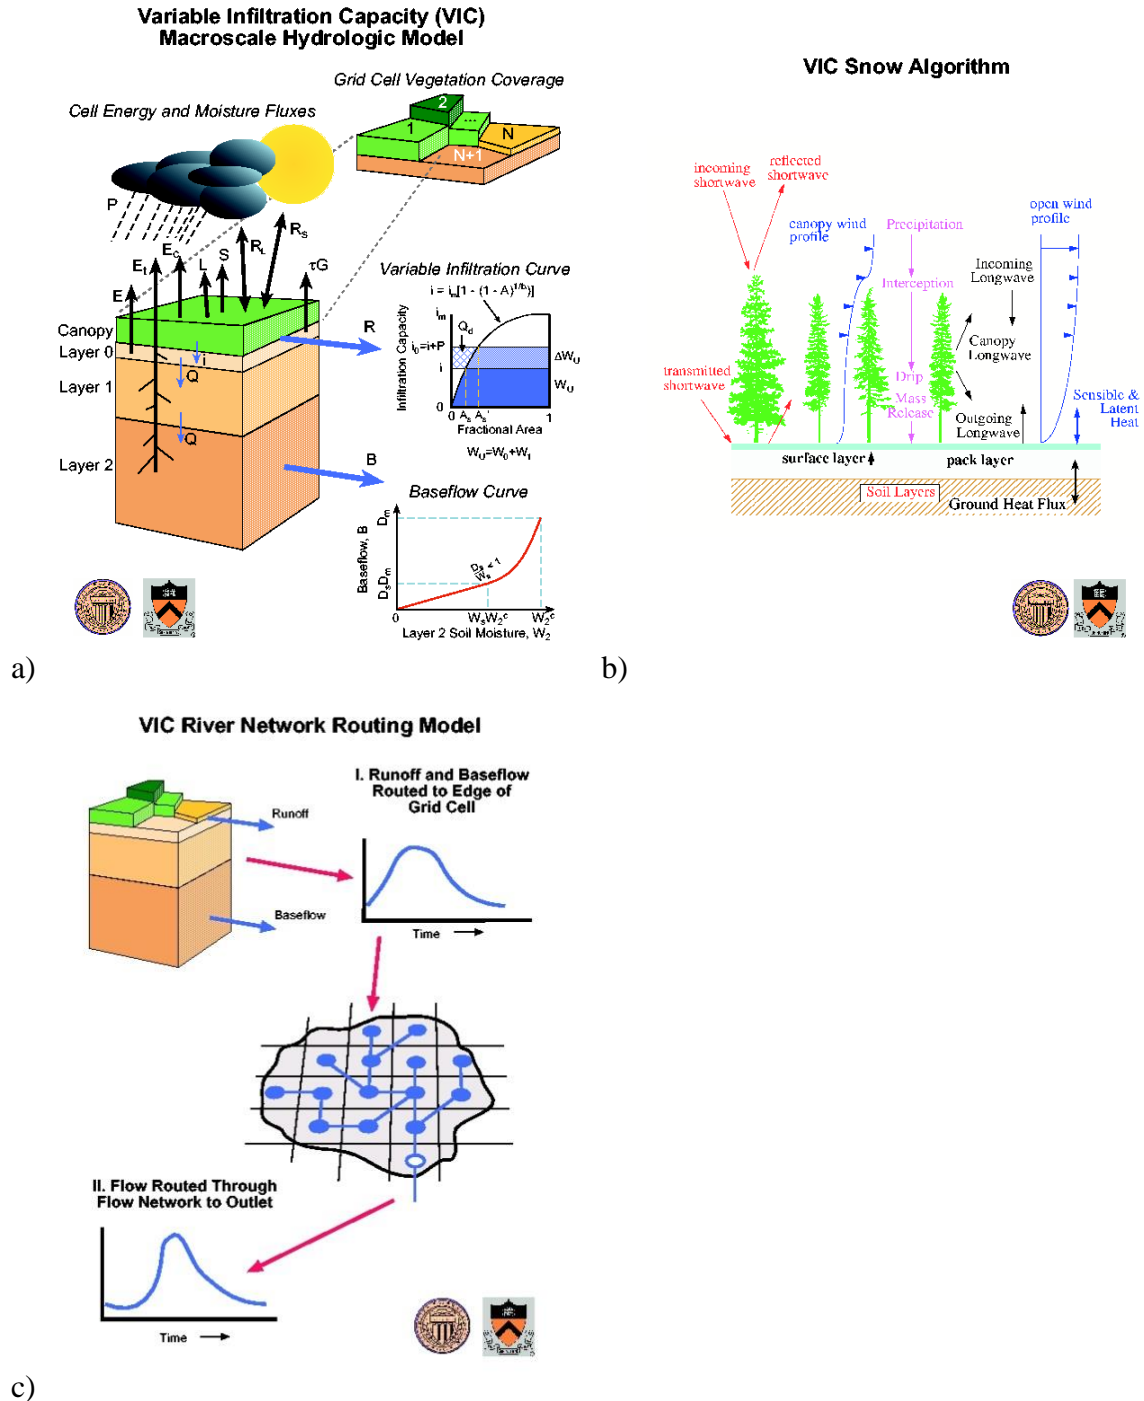 Variable Infiltration Capacity (VIC)
Macroscale Hydrologic Model
Grid Cell Vegetation Coverage
Cell Energy and Moisture Fluxes
1
2
...
N
N+1
P
E
Et
Ec
L
S
RL
RS
τG
Canopy
Layer 0
Layer 1
Layer 2
i
Q
Q
R
B
Variable Infiltration Curve
i = im[1 - (1 - A)^1/b)]
Infiltration Capacity
im
i0=i+P
i
0
Qd
ΔWU
WU
0 As As' 1
Fractional Area
WU=W0+W1
Baseflow Curve
Baseflow, B
Dm
DsDm
Ds/Ws < 1
0
WsW2c
W2c
Layer 2 Soil Moisture, W2
a)
VIC Snow Algorithm
incoming
shortwave
reflected
shortwave
canopy wind
profile
Precipitation
open wind
profile
Interception
Incoming
Longwave
Canopy
Longwave
transmitted
shortwave
Drip
Mass
Release
Outgoing
Longwave
Sensible &
Latent
Heat
surface layer
pack layer
Soil Layers
Ground Heat Flux
b)
VIC River Network Routing Model
I. Runoff and Baseflow
Routed to Edge of
Grid Cell
Runoff
Baseflow
Time
II. Flow Routed Through
Flow Network to Outlet
Time
c)